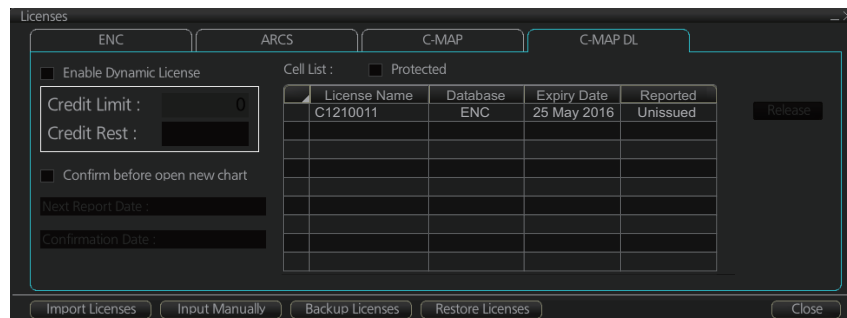 Licenses
ENC ARCS C-MAP C-MAP DL
Enable Dynamic License
Cell List : Protected
Credit Limit : 0
Credit Rest :
Confirm before open new chart
Next Report Date :
Confirmation Date :
License Name Database Expiry Date Reported
C1210011 ENC 25 May 2016 Unissued
Release
Import Licenses Input Manually Backup Licenses Restore Licenses Close